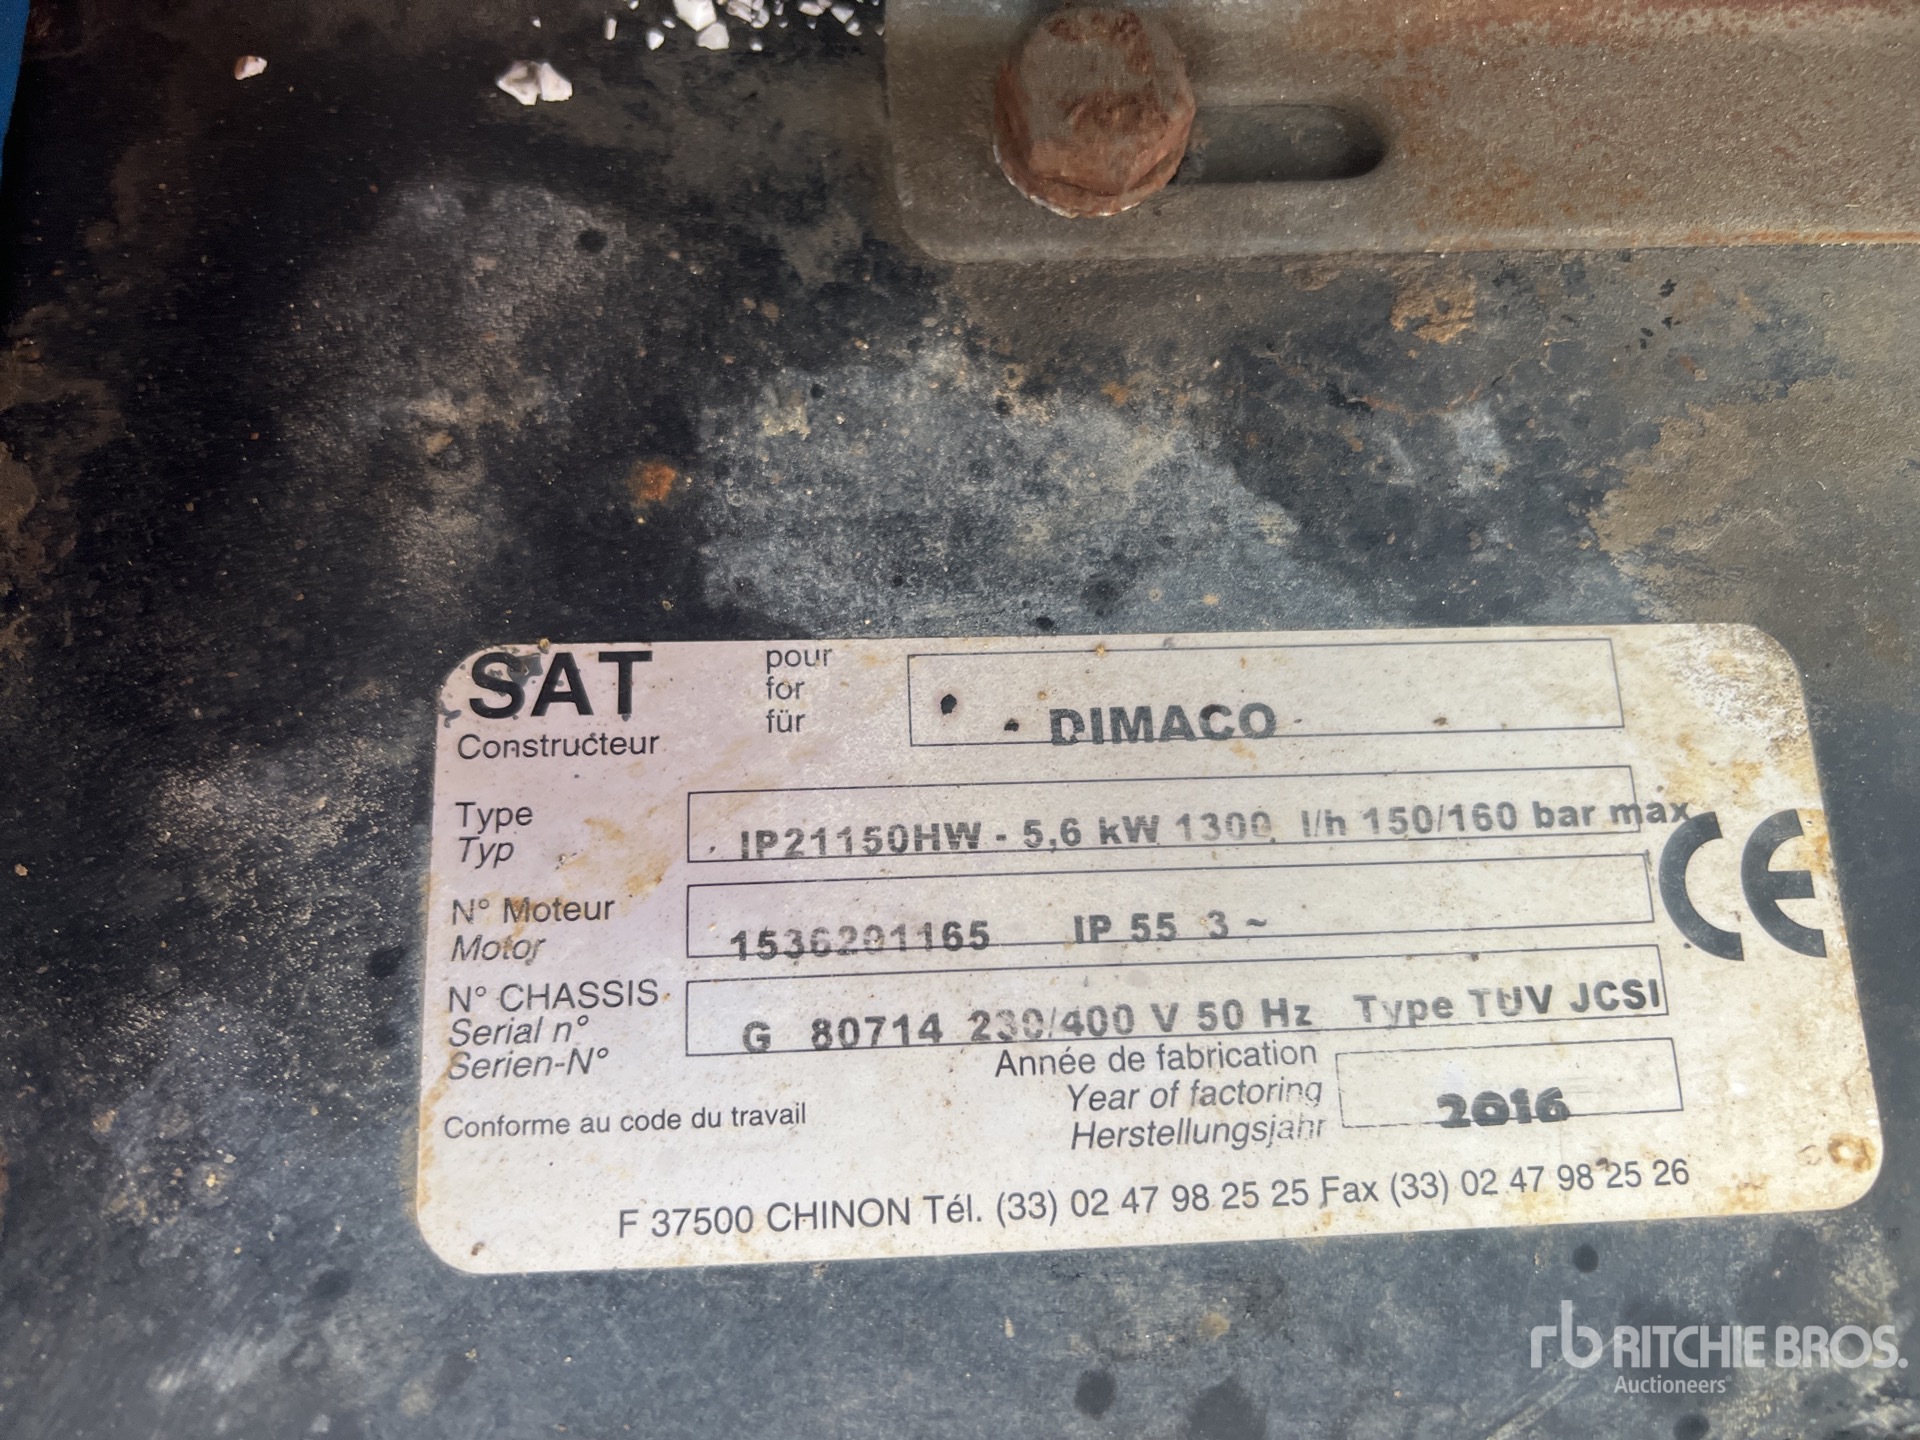 SAT
Constructeur
pour
for
für
DIMACO
Type
Typ
IP21150HW - 5,6 kW 1300 l/h 150/160 bar max
N° Moteur
Motor
1536201165 IP 55 3 ~
N° CHASSIS
Serial n°
Serien-N°
G 80714 230/400 V 50 Hz Type TUV JCSI
CE
Année de fabrication
Year of factoring
Herstellungsjahr
2016
Conforme au code du travail
F 37500 CHINON Tél. (33) 02 47 98 25 25 Fax (33) 02 47 98 25 26
rb RITCHIE BROS.
Auctioneers